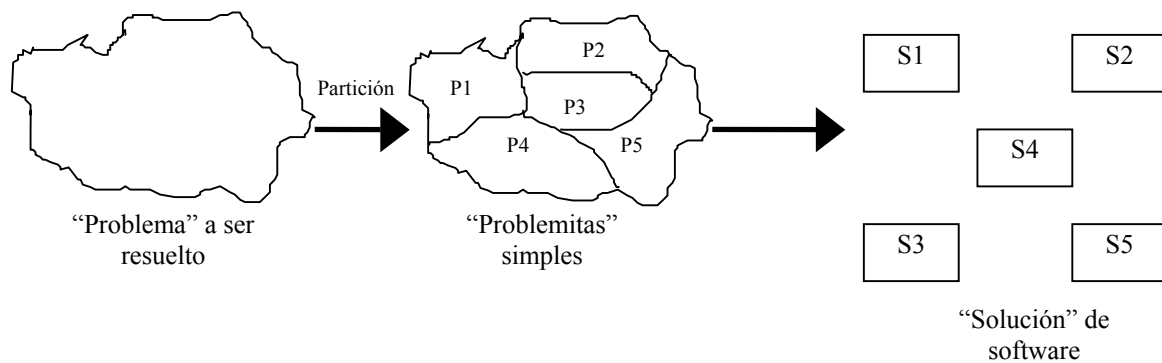 Partición
“Problema” a ser
resuelto
P1
P2
P3
P4
P5
“Problemitas”
simples
S1
S2
S4
S3
S5
“Solución” de
software